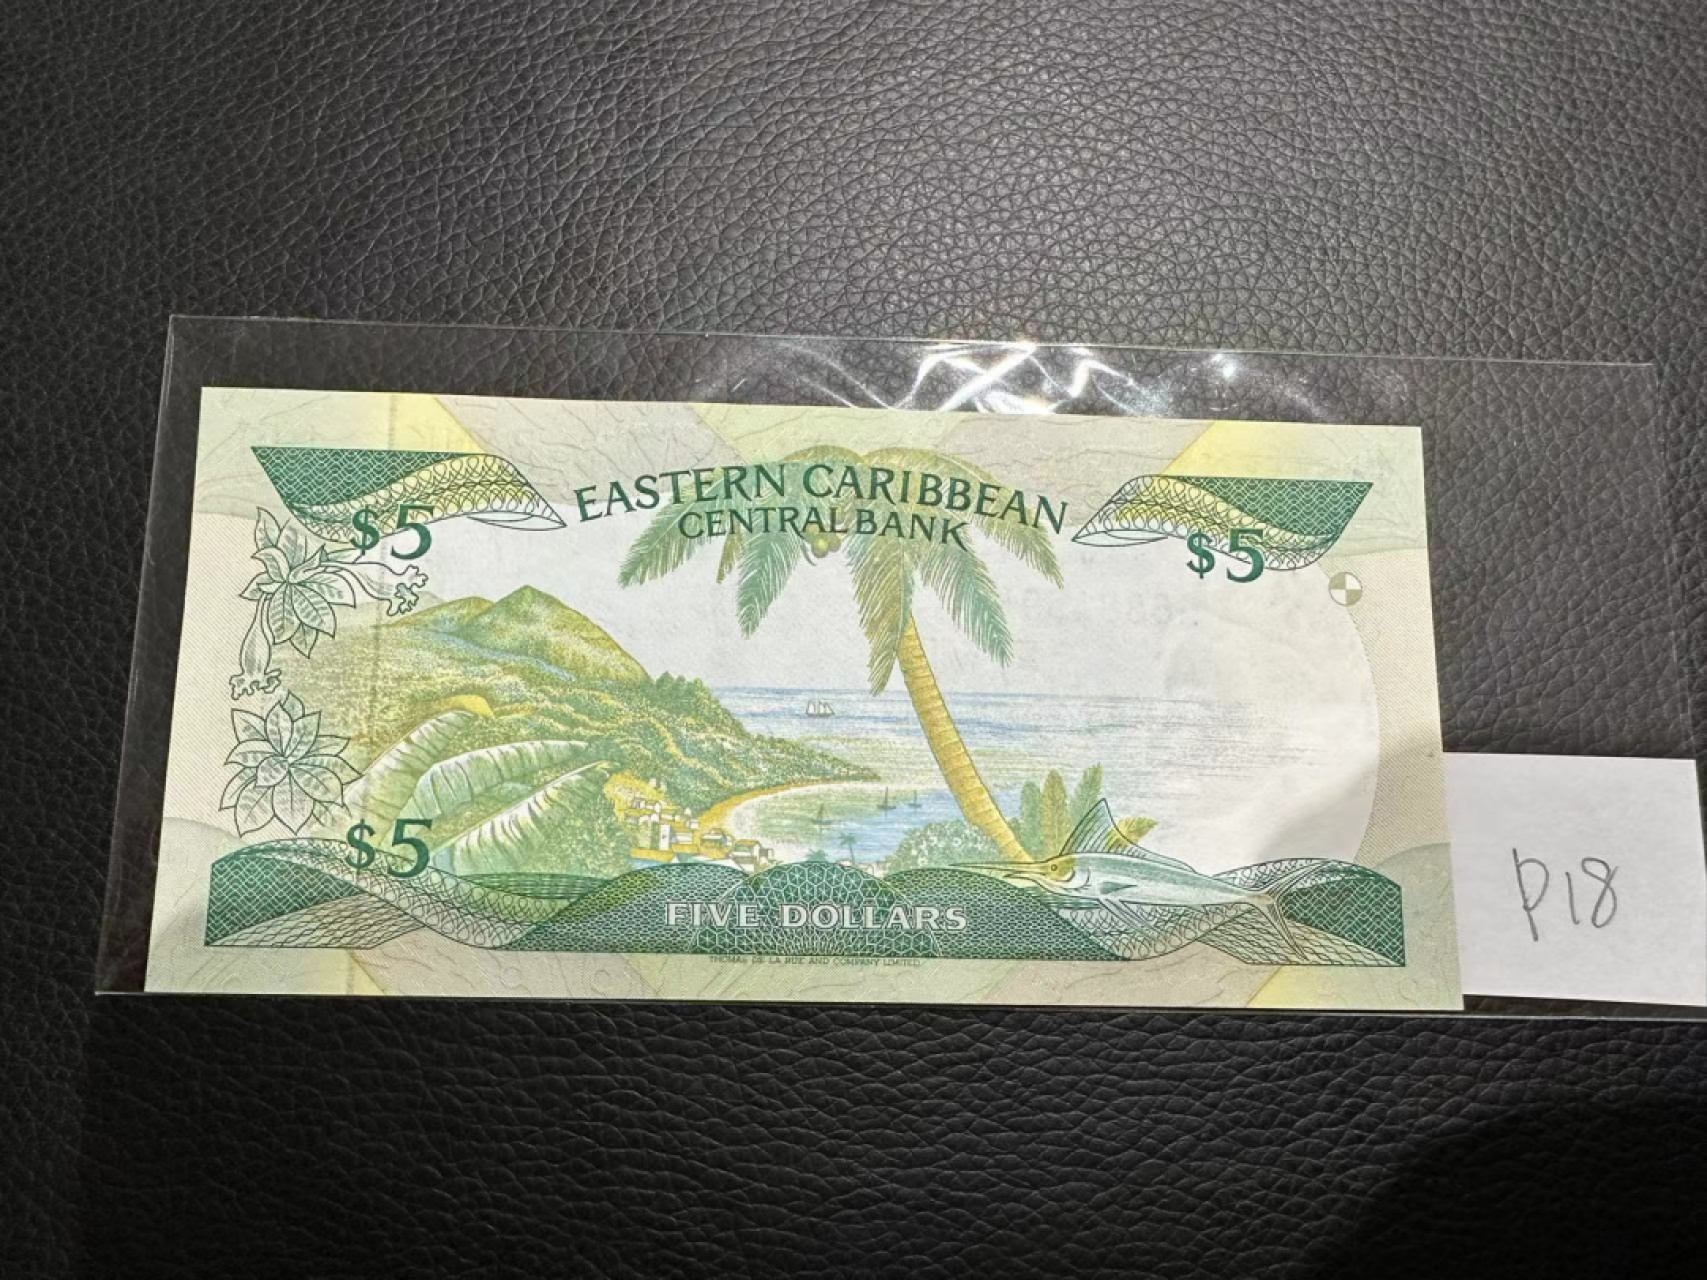 EASTERN CARIBBEAN
CENTRAL BANK
$5
$5
$5
FIVE DOLLARS
THOMAS DE LA RUE AND COMPANY LIMITED
P18